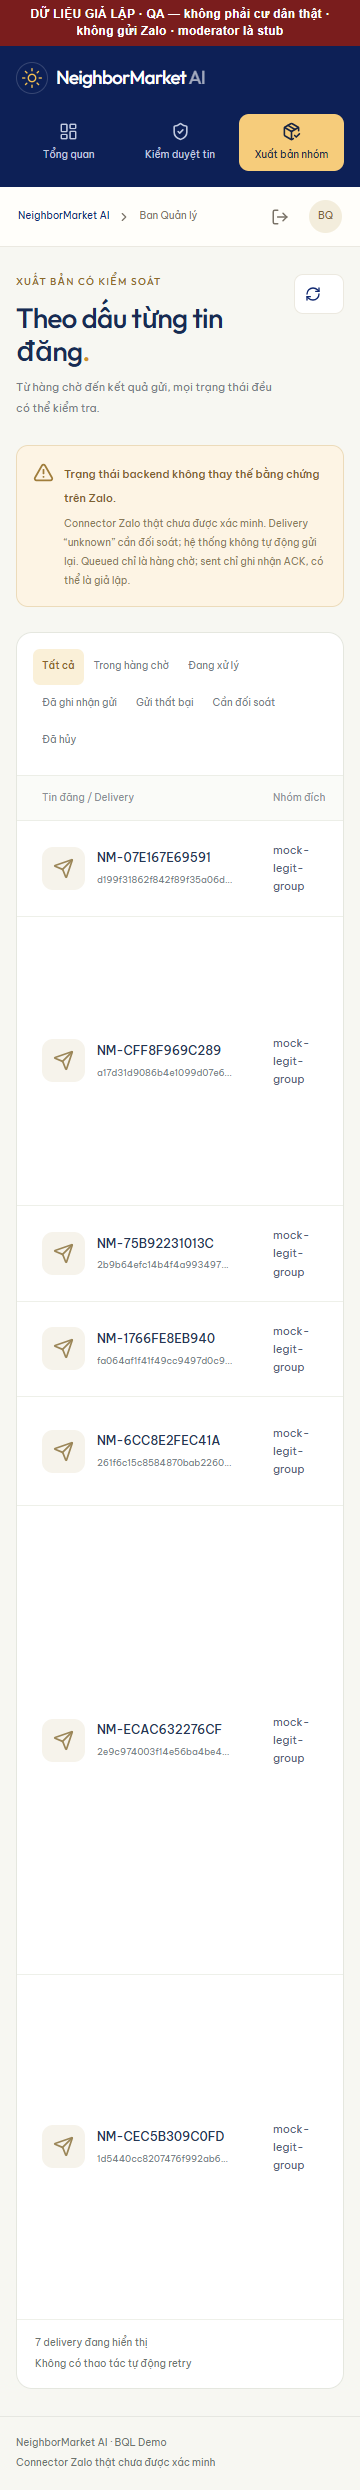 DỮ LIỆU GIẢ LẬP · QA — không phải cư dân thật ·
không gửi Zalo · moderator là stub
NeighborMarket AI
Tổng quan
Kiểm duyệt tin
Xuất bản nhóm
NeighborMarket AI
Ban Quản lý
BQ
XUẤT BẢN CÓ KIỂM SOÁT
Theo dấu từng tin
đăng.
Từ hàng chờ đến kết quả gửi, mọi trạng thái đều
có thể kiểm tra.
Trạng thái backend không thay thế bằng chứng
trên Zalo.
Connector Zalo thật chưa được xác minh. Delivery
“unknown” cần đối soát; hệ thống không tự động gửi
lại. Queued chỉ là hàng chờ; sent chỉ ghi nhận ACK, có
thể là giả lập.
Tất cả
Trong hàng chờ
Đang xử lý
Đã ghi nhận gửi
Gửi thất bại
Cần đối soát
Đã hủy
Tin đăng / Delivery
Nhóm đích
NM-07E167E69591
d199f31862f842f89f35a06d...
mock-
legit-
group
NM-CFF8F969C289
a17d31d9086b4e1099d07e6...
mock-
legit-
group
NM-75B92231013C
2b9b64efc14b4f4a993497...
mock-
legit-
group
NM-1766FE8EB940
fa064af1f41f49cc9497d0c9...
mock-
legit-
group
NM-6CC8E2FEC41A
261f6c15c8584870bab2260...
mock-
legit-
group
NM-ECAC632276CF
2e9c974003f14e56ba4be4...
mock-
legit-
group
NM-CEC5B309C0FD
1d5440cc8207476f992ab6...
mock-
legit-
group
7 delivery đang hiển thị
Không có thao tác tự động retry
NeighborMarket AI · BQL Demo
Connector Zalo thật chưa được xác minh